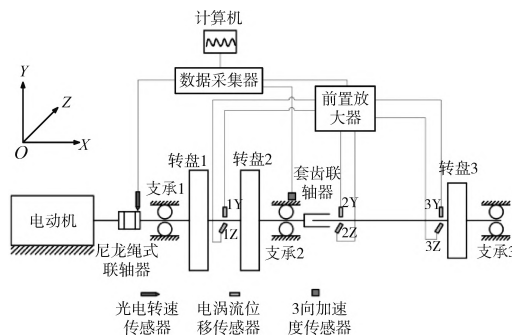 计算机
数据采集器
前置放
大器
Y
Z
X
O
转盘1
转盘2
转盘3
支承1
套齿联
轴器
电动机
1Y
1Z
2Y
2Z
3Y
3Z
尼龙绳式
联轴器
支承2
支承3
光电转速
传感器
电涡流位
移传感器
3向加速
度传感器